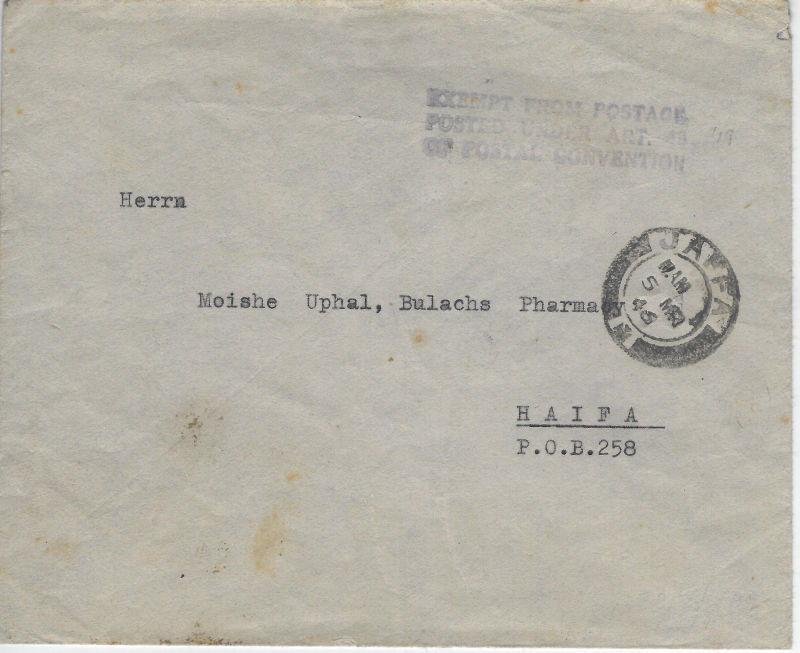 EXEMPT FROM POSTAGE
POSTED UNDER ART. 49
OF POSTAL CONVENTION
Herrn
JAFFA
5 MR
46
Moishe Uphal, Bulachs Pharmacy
HAIFA
P.O.B.258